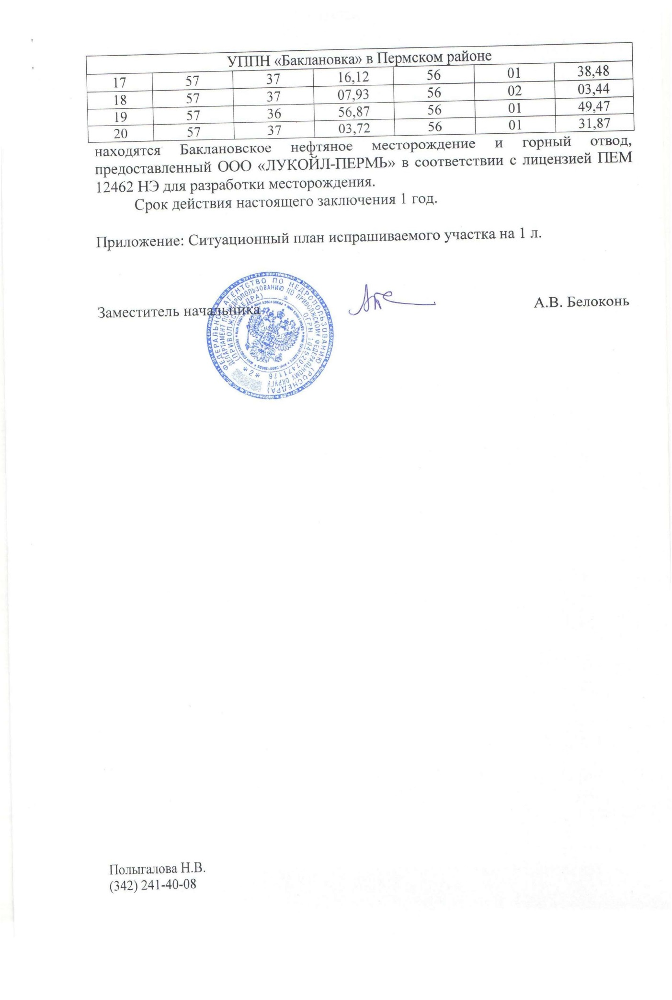 УППН «Баклановка» в Пермском районе
17 57 37 16,12 56 01 38,48
18 57 37 07,93 56 02 03,44
19 57 36 56,87 56 01 49,47
20 57 37 03,72 56 01 31,87
находятся Баклановское нефтяное месторождение и горный отвод,
предоставленный ООО «ЛУКОЙЛ-ПЕРМЬ» в соответствии с лицензией ПЕМ
12462 НЭ для разработки месторождения.
Срок действия настоящего заключения 1 год.
Приложение: Ситуационный план испрашиваемого участка на 1 л.
Заместитель начальника
А.В. Белоконь
ФЕДЕРАЛЬНОЕ АГЕНТСТВО ПО НЕДРОПОЛЬЗОВАНИЮ (РОСНЕДРА)
ДЕПАРТАМЕНТ ПО НЕДРОПОЛЬЗОВАНИЮ ПО ПРИВОЛЖСКОМУ ФЕДЕРАЛЬНОМУ ОКРУГУ
(ПРИВОЛЖСКНЕДРА) * ОГРН 1045207471176
* 2 *
Полыгалова Н.В.
(342) 241-40-08